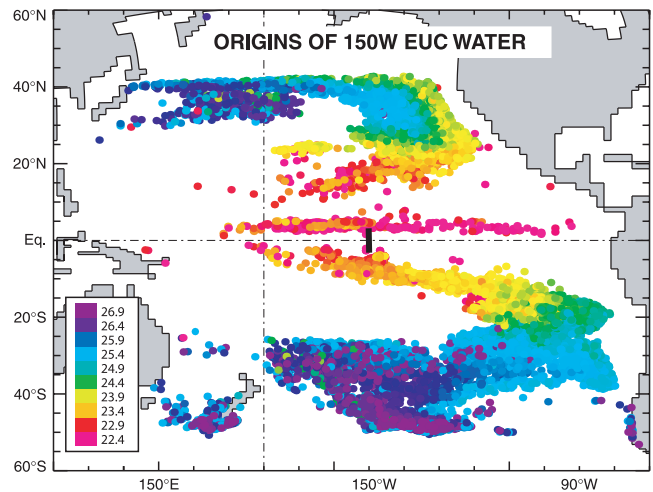 60°N
ORIGINS OF 150W EUC WATER
40°N
20°N
Eq.
20°S
40°S
60°S
26.9
26.4
25.9
25.4
24.9
24.4
23.9
23.4
22.9
22.4
150°E
150°W
90°W